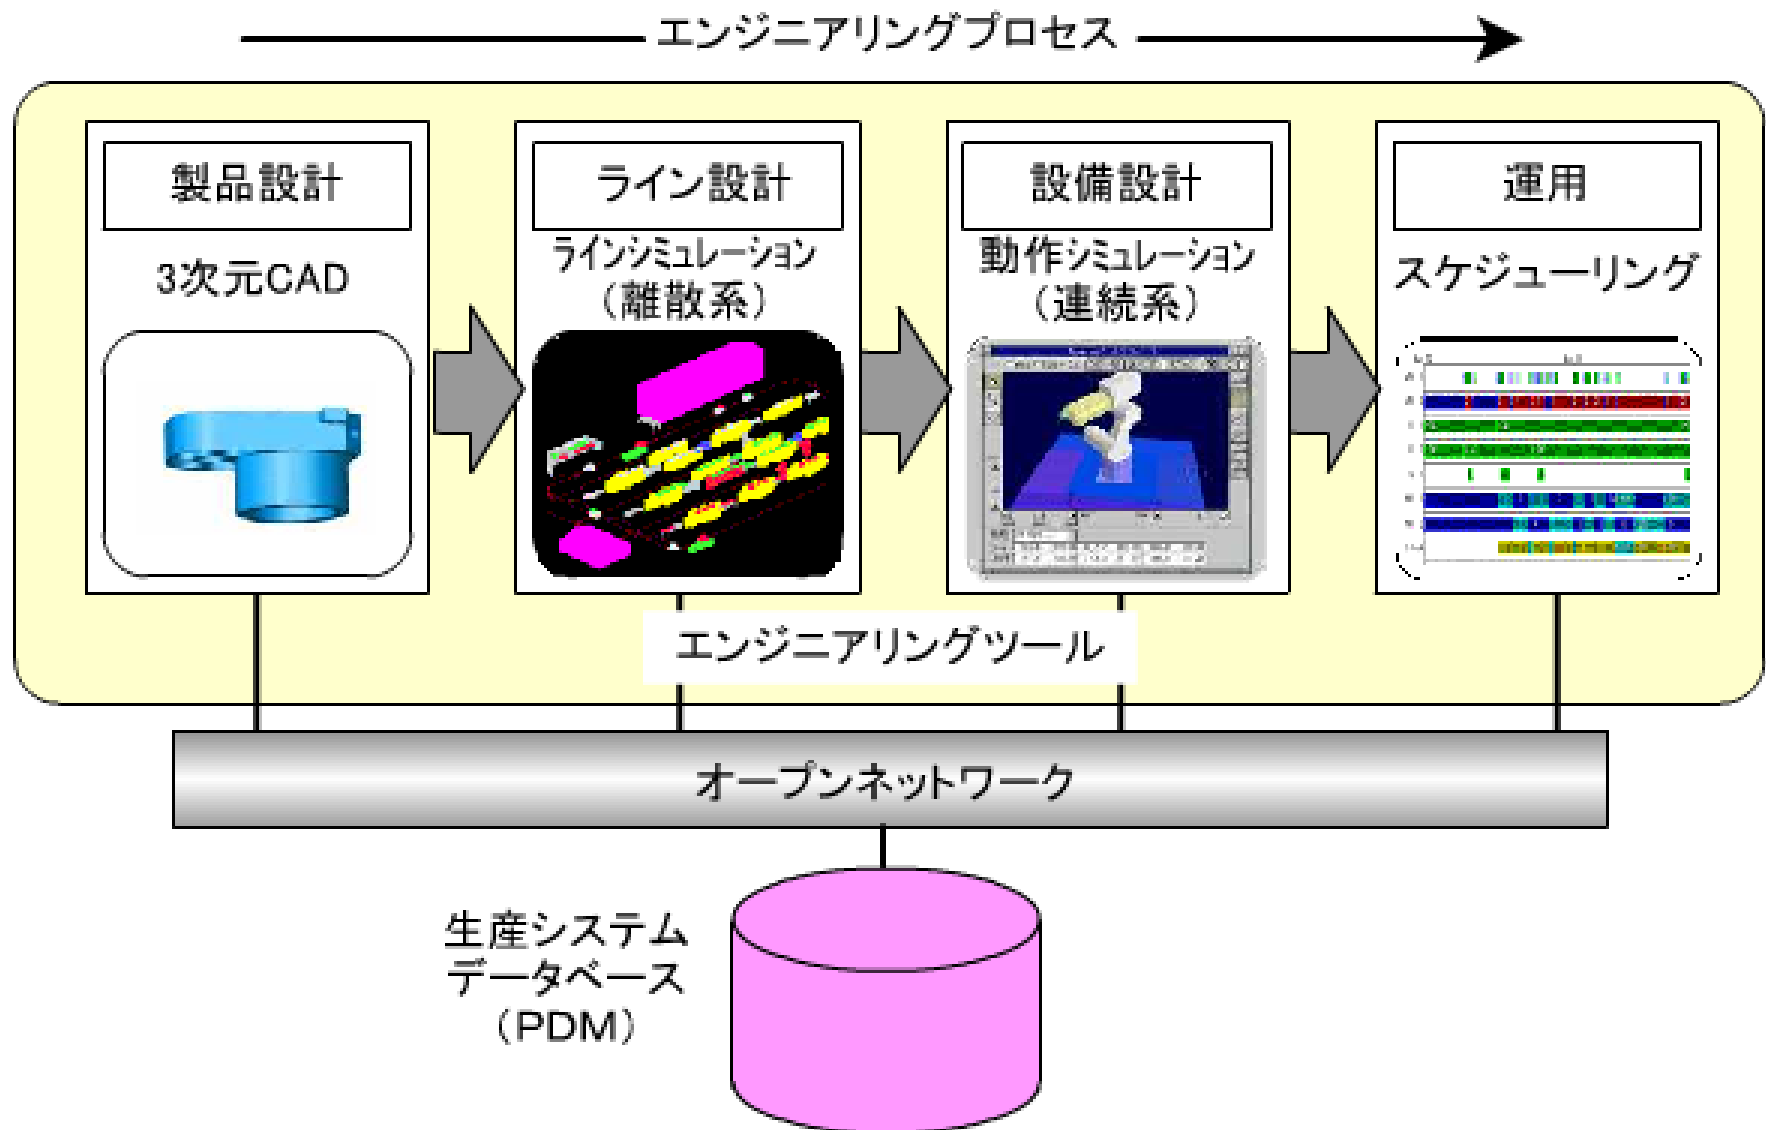 エンジニアリングプロセス
製品設計
3次元CAD
ライン設計
ラインシミュレーション
（離散系）
設備設計
動作シミュレーション
（連続系）
運用
スケジューリング
エンジニアリングツール
オープンネットワーク
生産システム
データベース
（PDM）